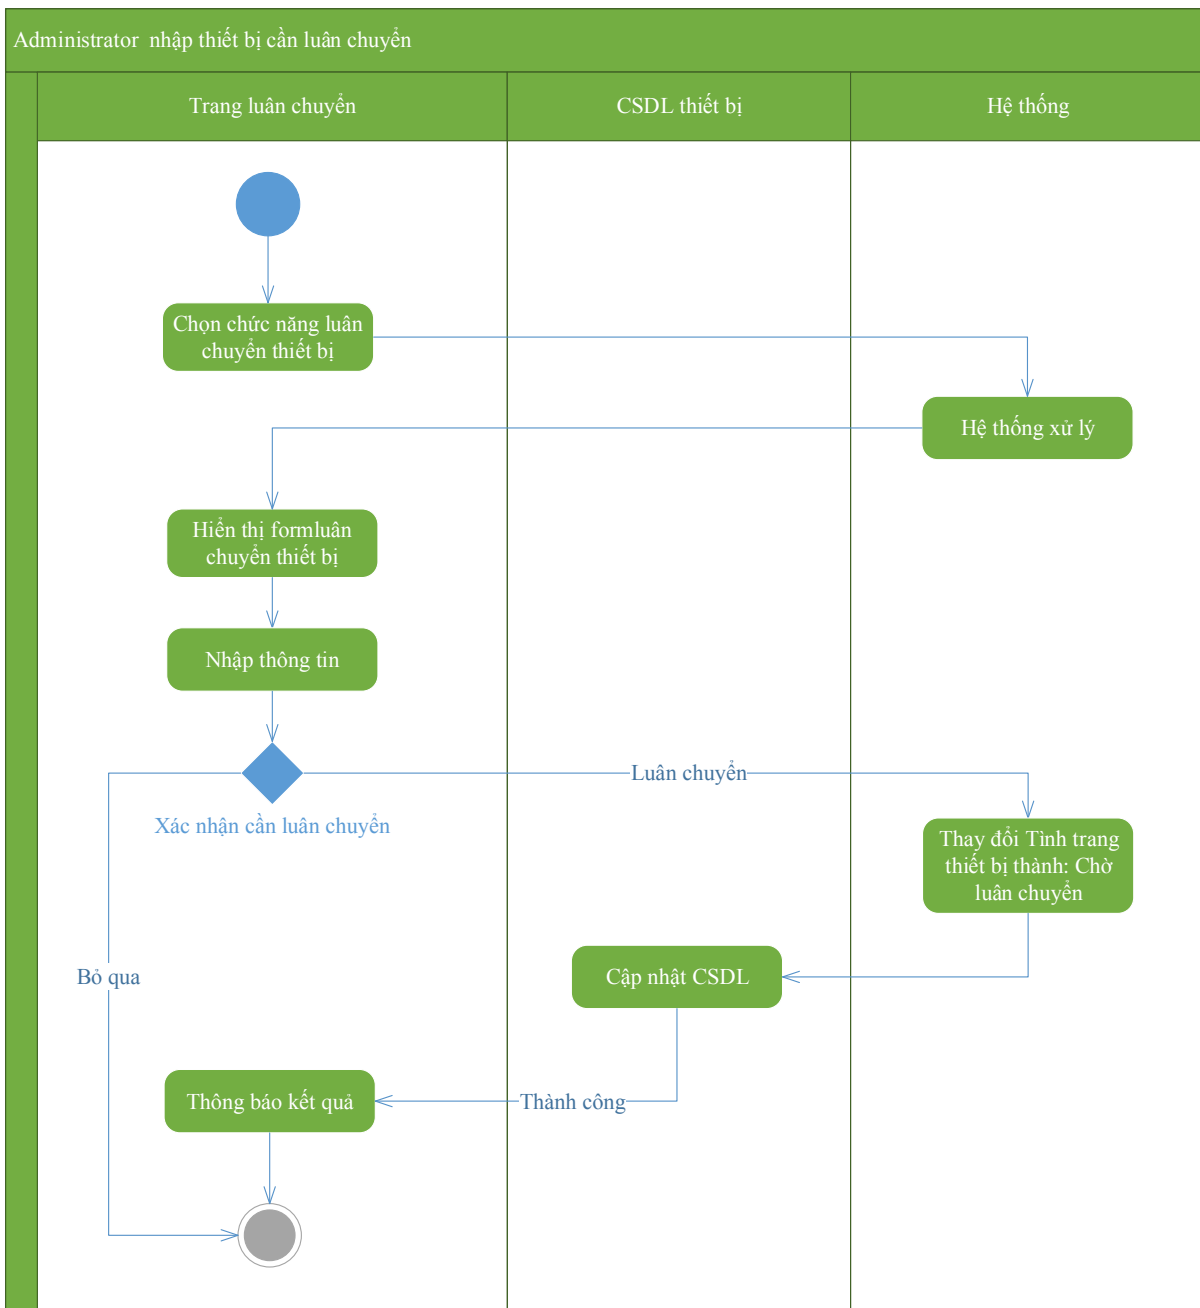 Administrator  nhập thiết bị cần luân chuyển
Trang luân chuyển
CSDL thiết bị
Hệ thống
Chọn chức năng luân
chuyển thiết bị
Hệ thống xử lý
Hiển thị formluân
chuyển thiết bị
Nhập thông tin
Luân chuyển
Xác nhận cần luân chuyển
Thay đổi Tình trang
thiết bị thành: Chờ
luân chuyển
Bỏ qua
Cập nhật CSDL
Thông báo kết quả
Thành công